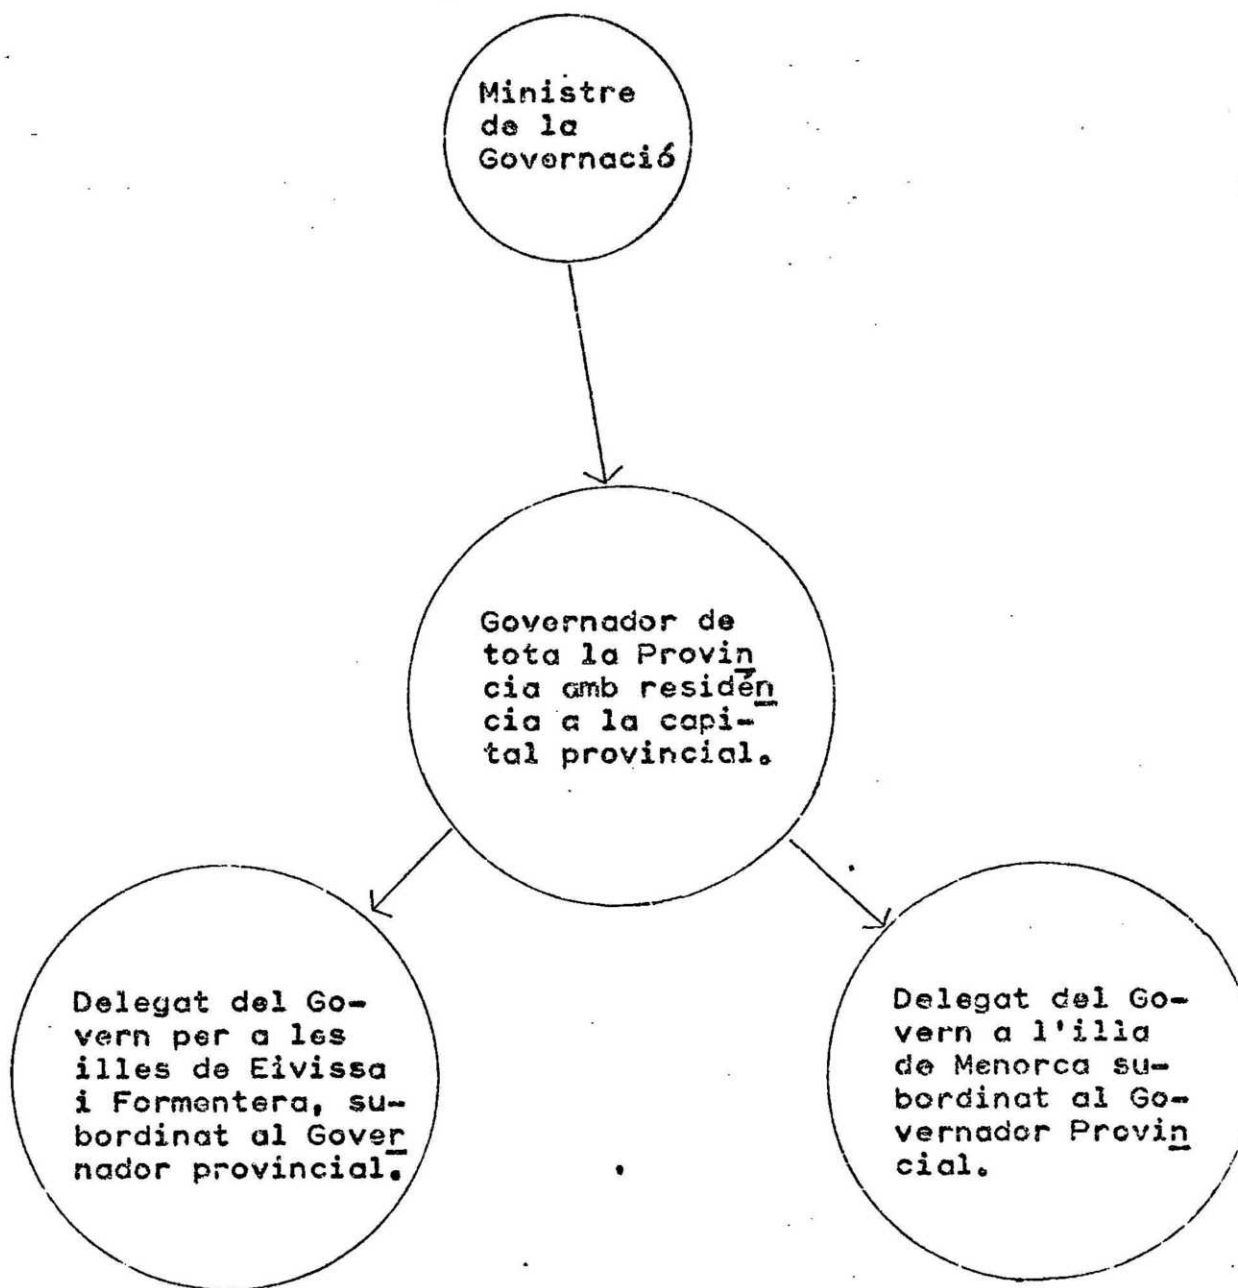 Ministre
de la
Governació
Governador de
tota la Provin
cia amb residén
cia a la capi-
tal provincial.
Delegat del Go-
vern per a les
illes de Eivissa
i Formentera, su-
bordinat al Gover
nador provincial.
Delegat del Go-
vern a l'illa
de Menorca su-
bordinat al Go-
vernador Provin
cial.